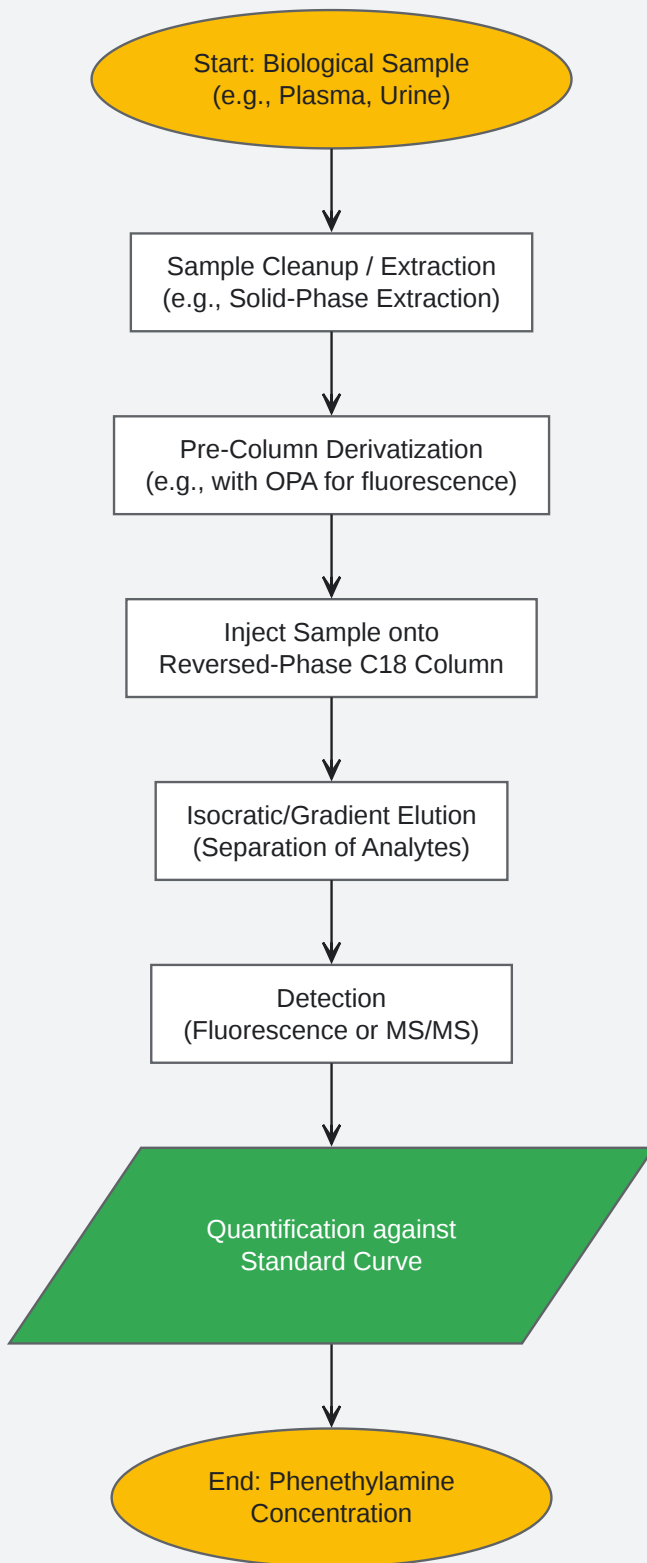 Start: Biological Sample
(e.g., Plasma, Urine)
Sample Cleanup / Extraction
(e.g., Solid-Phase Extraction)
Pre-Column Derivatization
(e.g., with OPA for fluorescence)
Inject Sample onto
Reversed-Phase C18 Column
Isocratic/Gradient Elution
(Separation of Analytes)
Detection
(Fluorescence or MS/MS)
Quantification against
Standard Curve
End: Phenethylamine
Concentration